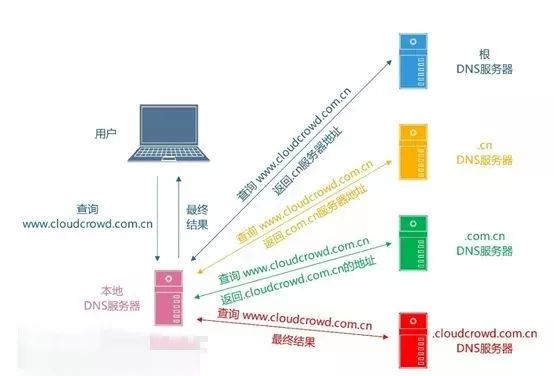 根
DNS服务器
用户
查询 www.cloudcrowd.com.cn
返回.cn服务器地址
.cn
DNS服务器
查询
www.cloudcrowd.com.cn
最终
结果
查询 www.cloudcrowd.com.cn
返回.com.cn服务器地址
.com.cn
DNS服务器
本地
DNS服务器
查询 www.cloudcrowd.com.cn
返回.cloudcrowd.com.cn的地址
查询 www.cloudcrowd.com.cn
最终结果
.cloudcrowd.com.cn
DNS服务器